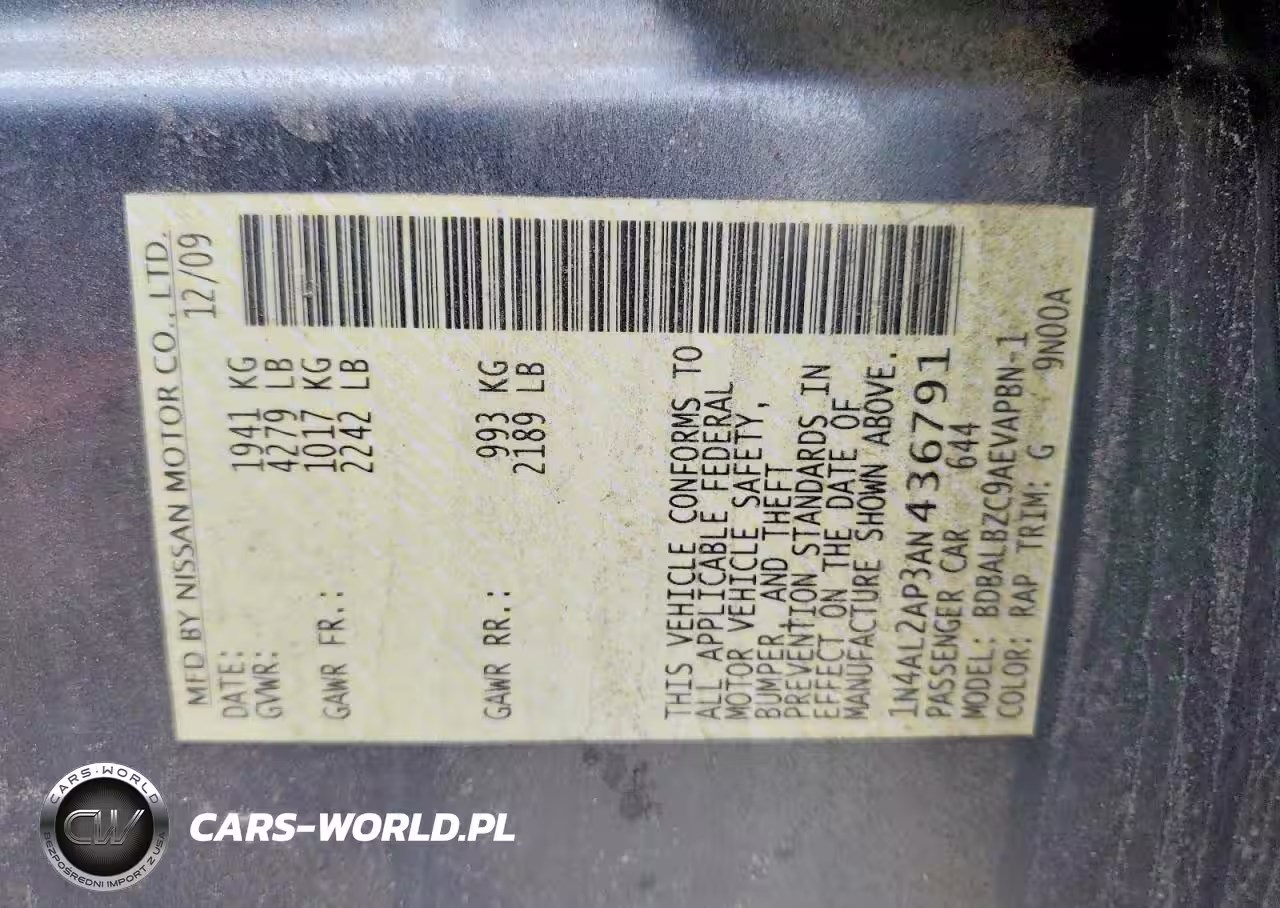 MFD BY NISSAN MOTOR CO., LTD.
DATE: 12/09
GVWR: 1941 KG
4279 LB
GAWR FR.: 1017 KG
2242 LB
GAWR RR.: 993 KG
2189 LB
THIS VEHICLE CONFORMS TO
ALL APPLICABLE FEDERAL
MOTOR VEHICLE SAFETY,
BUMPER, AND THEFT
PREVENTION STANDARDS IN
EFFECT ON THE DATE OF
MANUFACTURE SHOWN ABOVE.
1N4AL2AP3AN436791
PASSENGER CAR 644
MODEL: BDBALBZC9AEVAPBN-1
COLOR: RAP TRIM: G 9N00A
CARS·WORLD
CW
BEZPOŚREDNI IMPORT Z USA
CARS-WORLD.PL